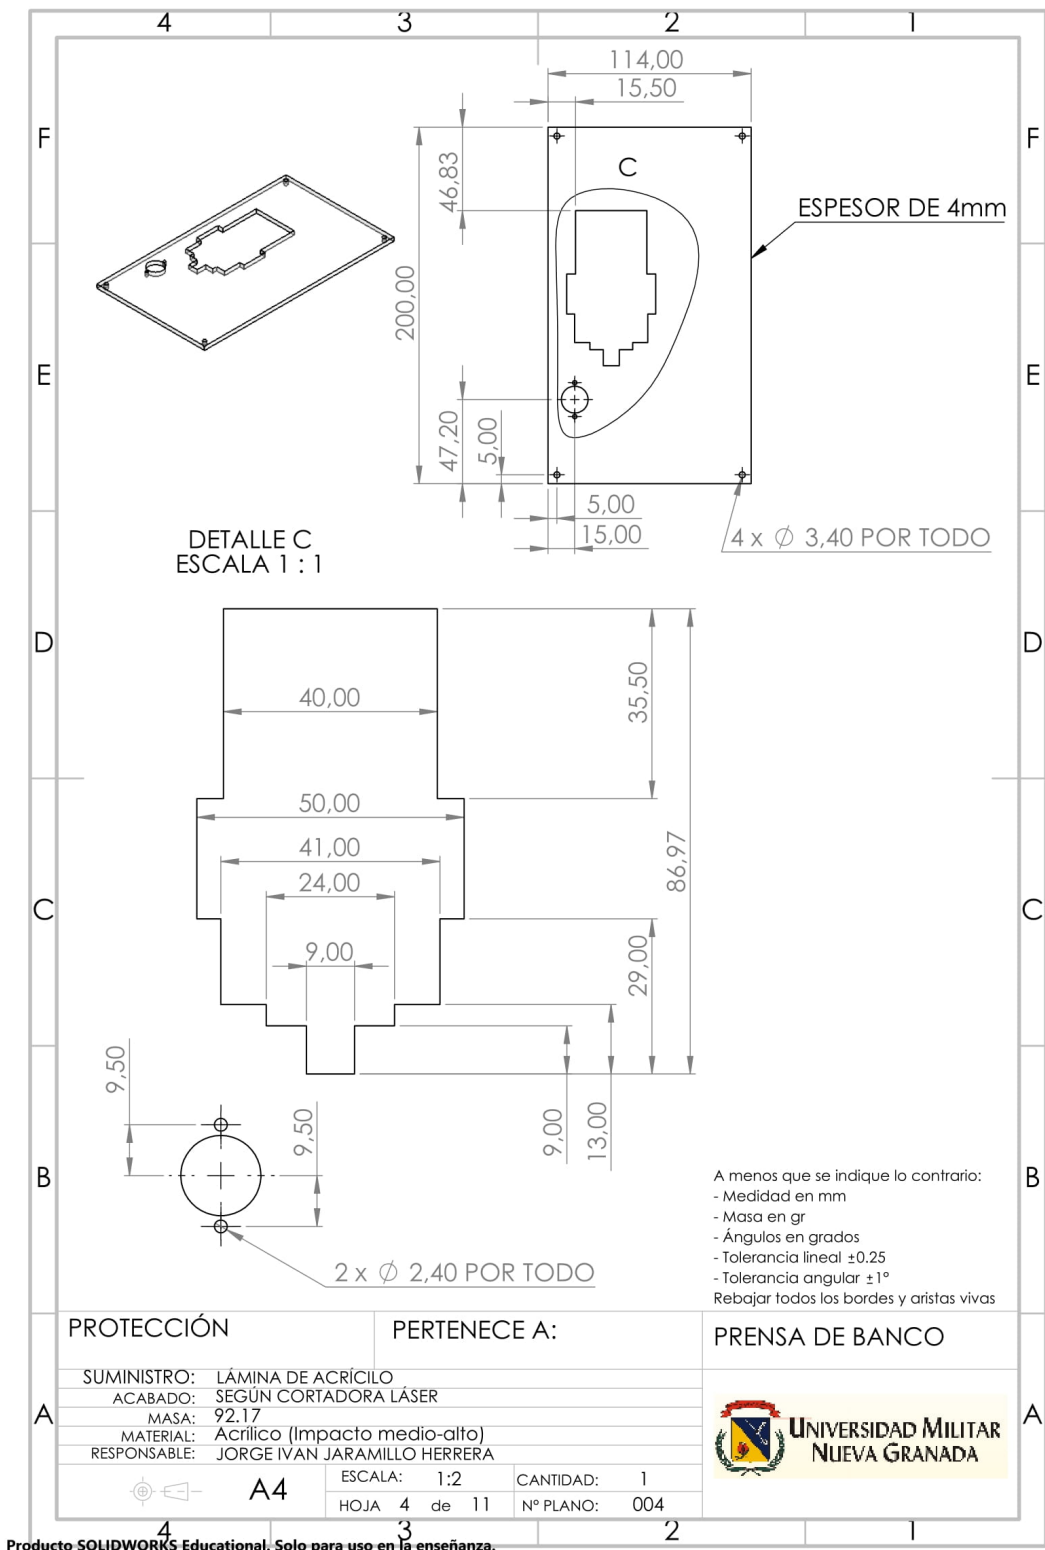 4 3 2 1
114,00
15,50
F F
46,83
C
ESPESOR DE 4mm
200,00
E E
47,20
5,00
5,00
15,00
4 x ∅ 3,40 POR TODO
DETALLE C
ESCALA 1 : 1
D D
35,50
40,00
50,00
41,00
86,97
24,00
C C
9,00
29,00
9,50
9,50
9,00
13,00
B B
2 x ∅ 2,40 POR TODO
A menos que se indique lo contrario:
- Medidad en mm
- Masa en gr
- Ángulos en grados
- Tolerancia lineal ±0.25
- Tolerancia angular ±1°
Rebajar todos los bordes y aristas vivas
PROTECCIÓN
PERTENECE A:
PRENSA DE BANCO
SUMINISTRO: LÁMINA DE ACRÍCILO
ACABADO: SEGÚN CORTADORA LÁSER
MASA: 92.17
MATERIAL: Acrílico (Impacto medio-alto)
RESPONSABLE: JORGE IVAN JARAMILLO HERRERA
A A
UNIVERSIDAD MILITAR
NUEVA GRANADA
A4
ESCALA: 1:2
CANTIDAD: 1
HOJA 4 de 11
N° PLANO: 004
4 3 2 1
Producto SOLIDWORKS Educational. Solo para uso en la enseñanza.